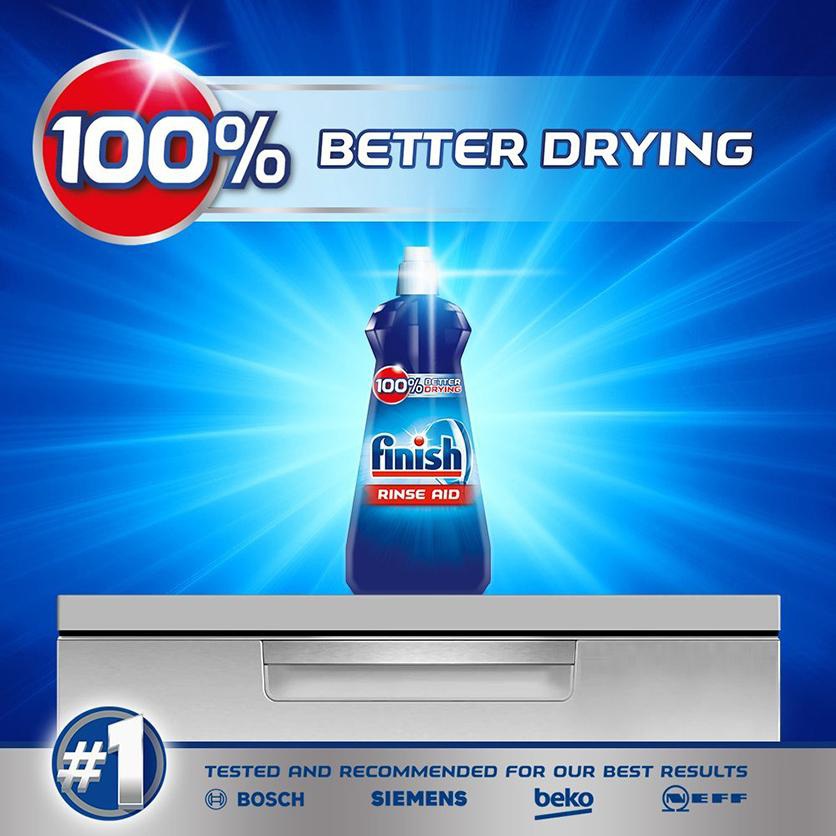 100% BETTER DRYING
100% BETTER
DRYING
finish
RINSE AID
#1
TESTED AND RECOMMENDED FOR OUR BEST RESULTS
BOSCH SIEMENS beko NEFF